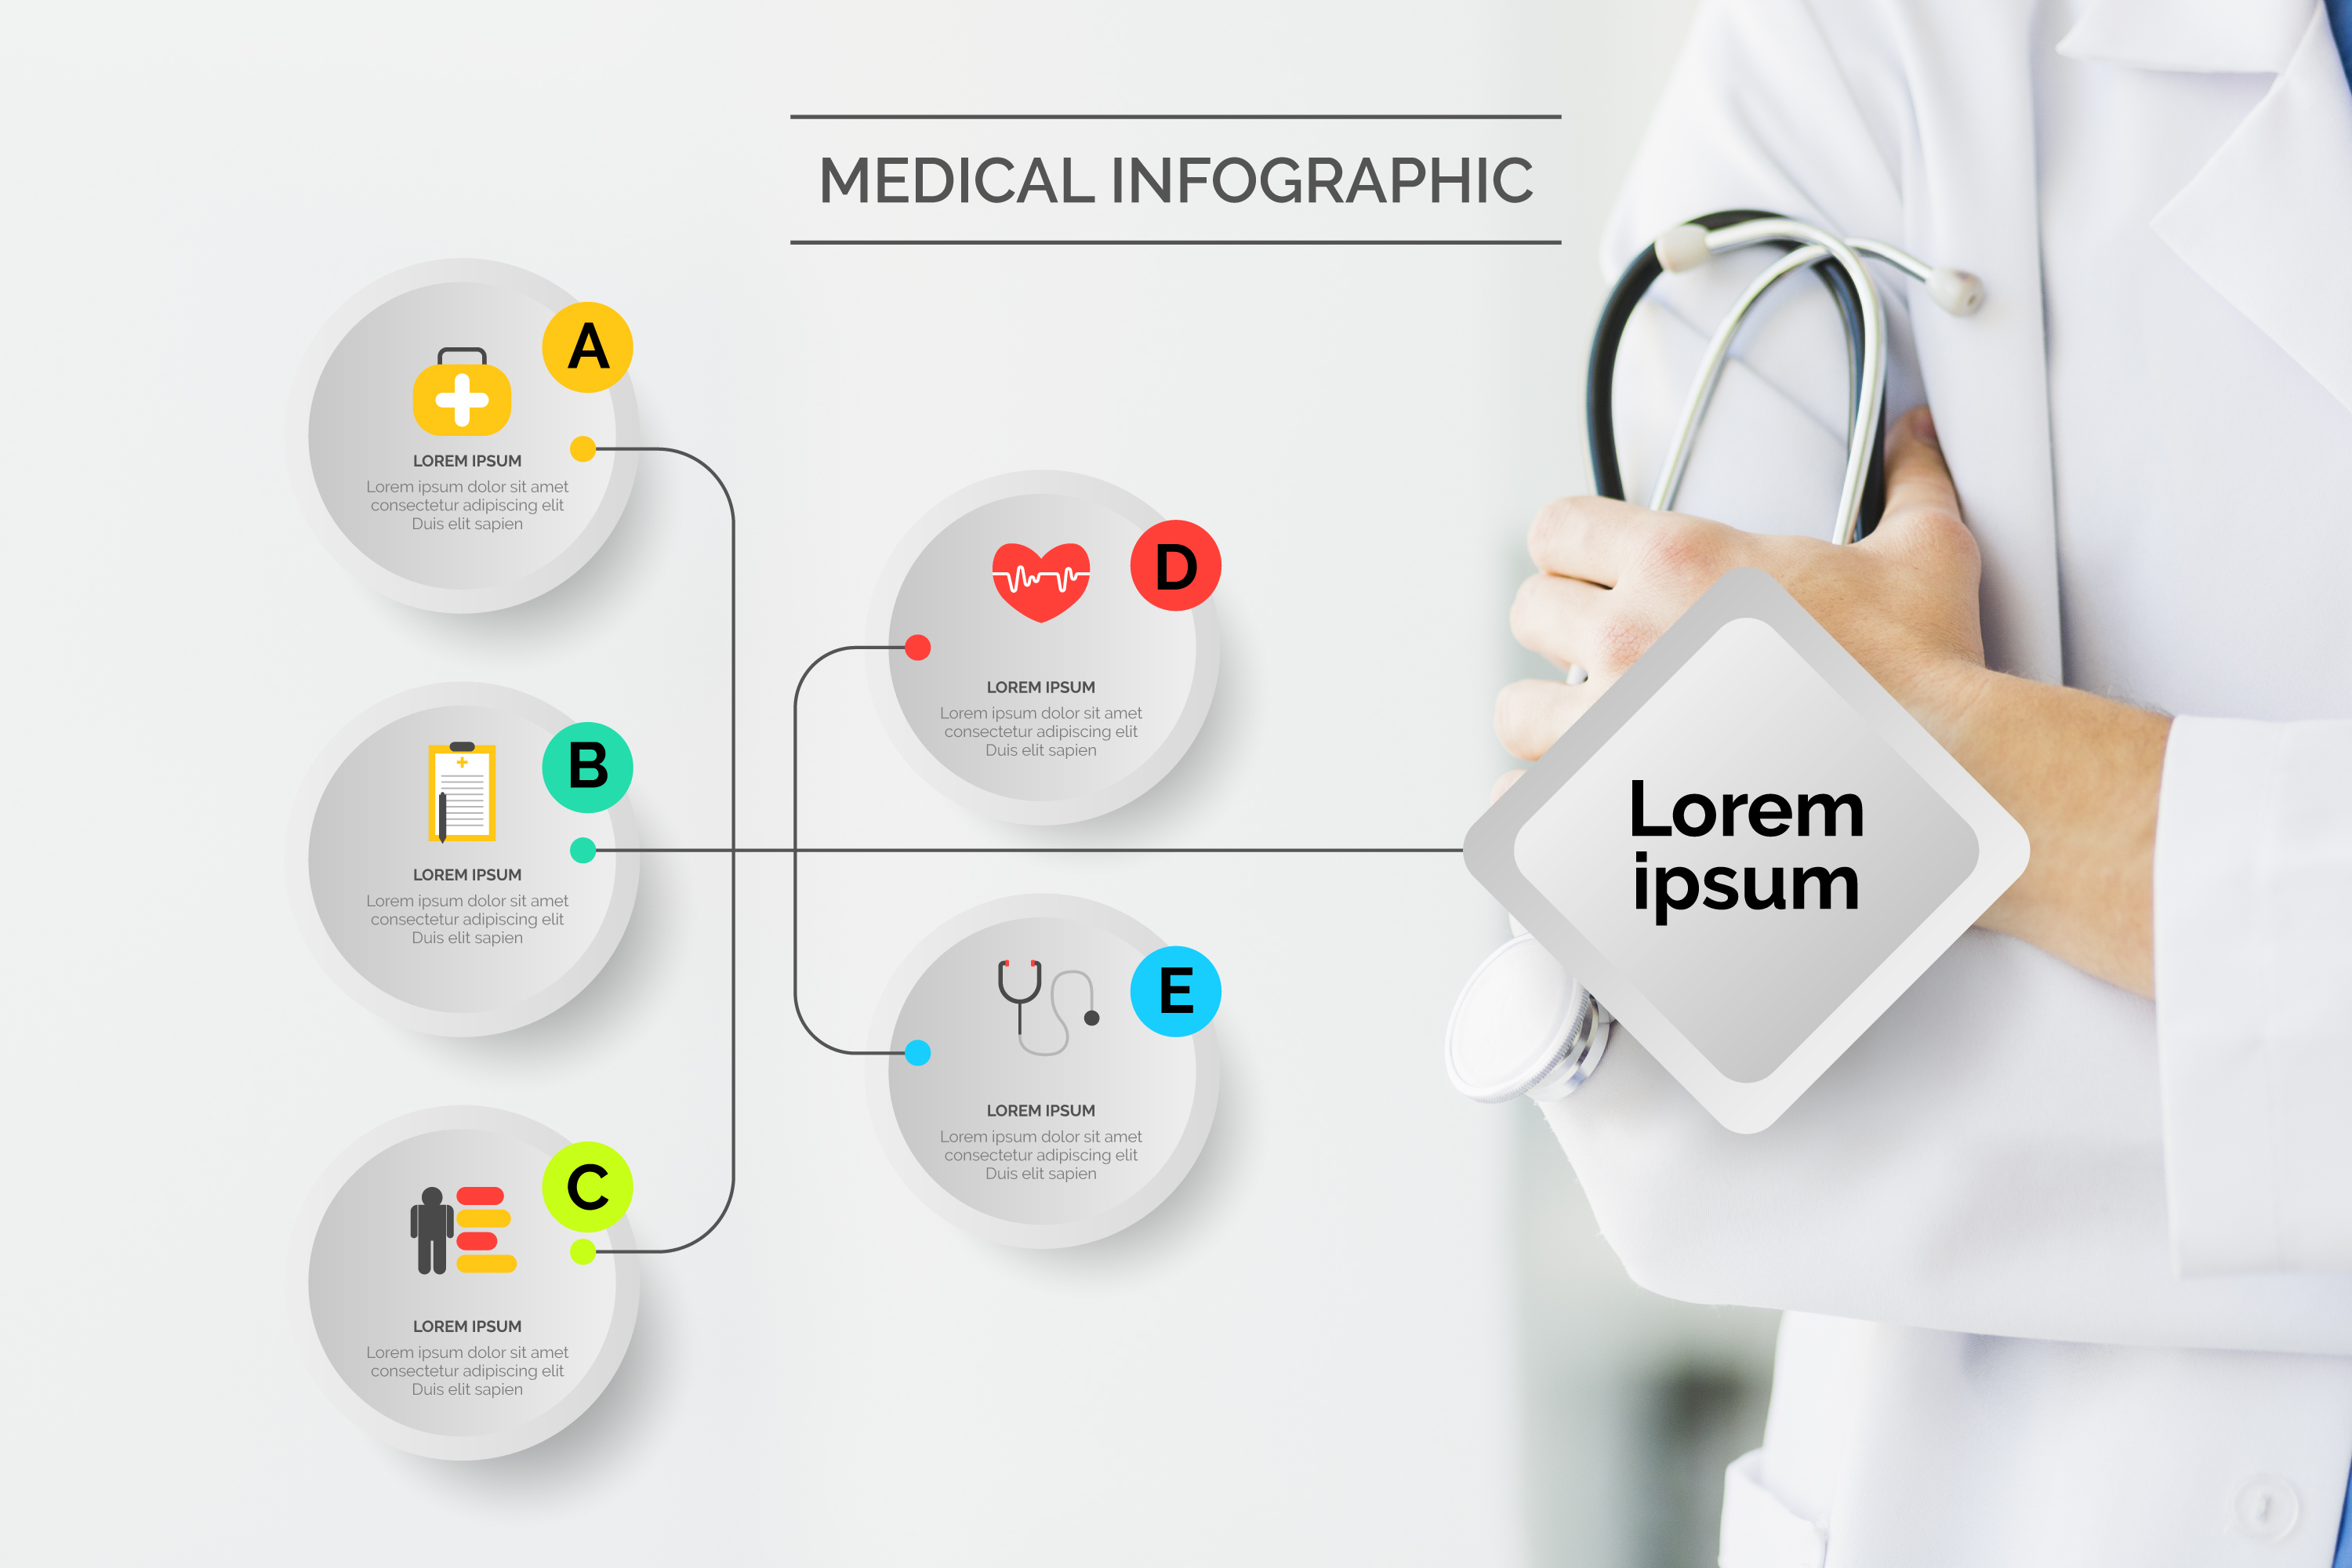 MEDICAL INFOGRAPHIC
A
LOREM IPSUM
Lorem ipsum dolor sit amet
consectetur adipiscing elit
Duis elit sapien
B
LOREM IPSUM
Lorem ipsum dolor sit amet
consectetur adipiscing elit
Duis elit sapien
C
LOREM IPSUM
Lorem ipsum dolor sit amet
consectetur adipiscing elit
Duis elit sapien
D
LOREM IPSUM
Lorem ipsum dolor sit amet
consectetur adipiscing elit
Duis elit sapien
E
LOREM IPSUM
Lorem ipsum dolor sit amet
consectetur adipiscing elit
Duis elit sapien
Lorem
ipsum